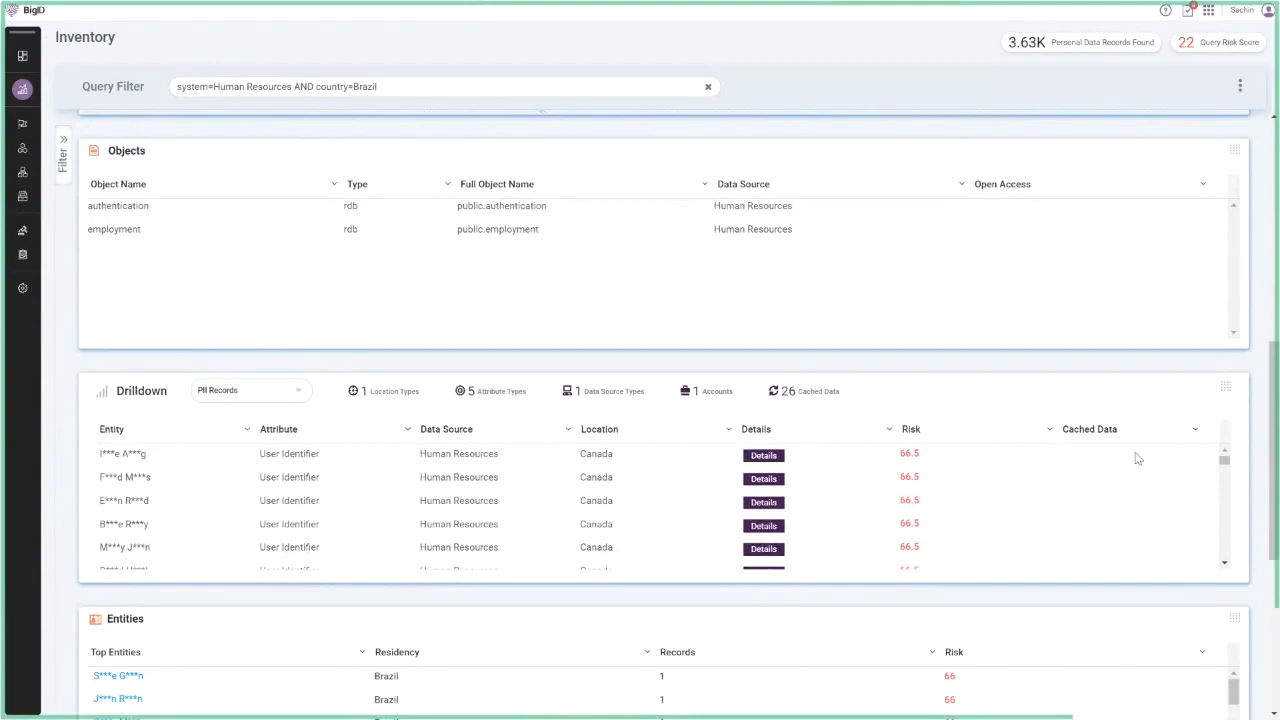 BigID
Sachin
Inventory
3.63K Personal Data Records Found
22 Query Risk Score
Query Filter system=Human Resources AND country=Brazil
Filter
Objects
Object Name Type Full Object Name Data Source Open Access
authentication rdb public.authentication Human Resources
employment rdb public.employment Human Resources
Drilldown PII Records 1 Location Types 5 Attribute Types 1 Data Source Types 1 Accounts 26 Cached Data
Entity Attribute Data Source Location Details Risk Cached Data
I***e A***g User Identifier Human Resources Canada Details 66.5
F***d M***s User Identifier Human Resources Canada Details 66.5
E***n R***d User Identifier Human Resources Canada Details 66.5
B***e R***y User Identifier Human Resources Canada Details 66.5
M***y J***n User Identifier Human Resources Canada Details 66.5
Entities
Top Entities Residency Records Risk
S***e G***n Brazil 1 66
J***n R***n Brazil 1 66